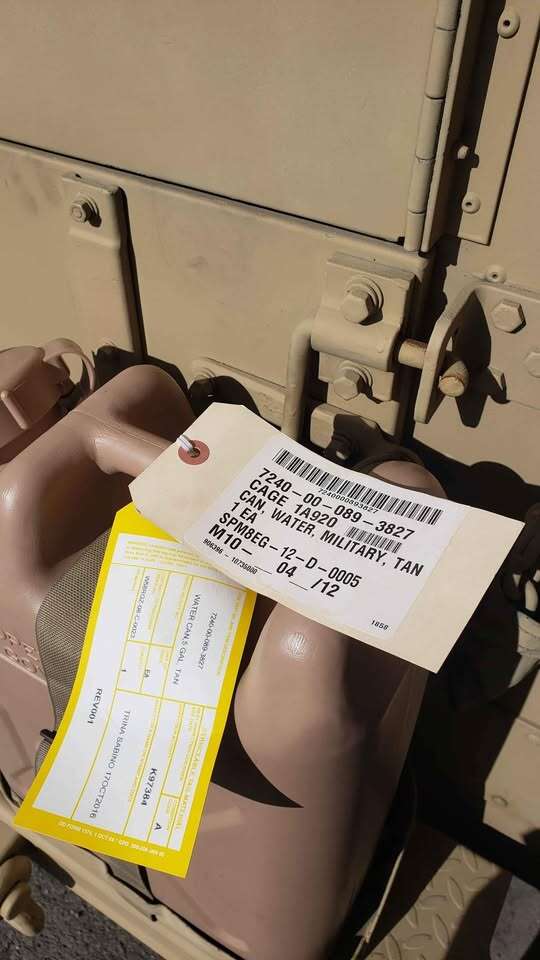 7240-00-089-3827
7240000893827
CAGE 1A920
CAN, WATER, MILITARY, TAN
1 EA
SPM8EG-12-D-0005
M10- 04 /12
1858
7240-00-089-3827
WATER CAN,5 GAL, TAN
EA
1
K97384
A
TRINA SABINO 17OCT2016
REV001